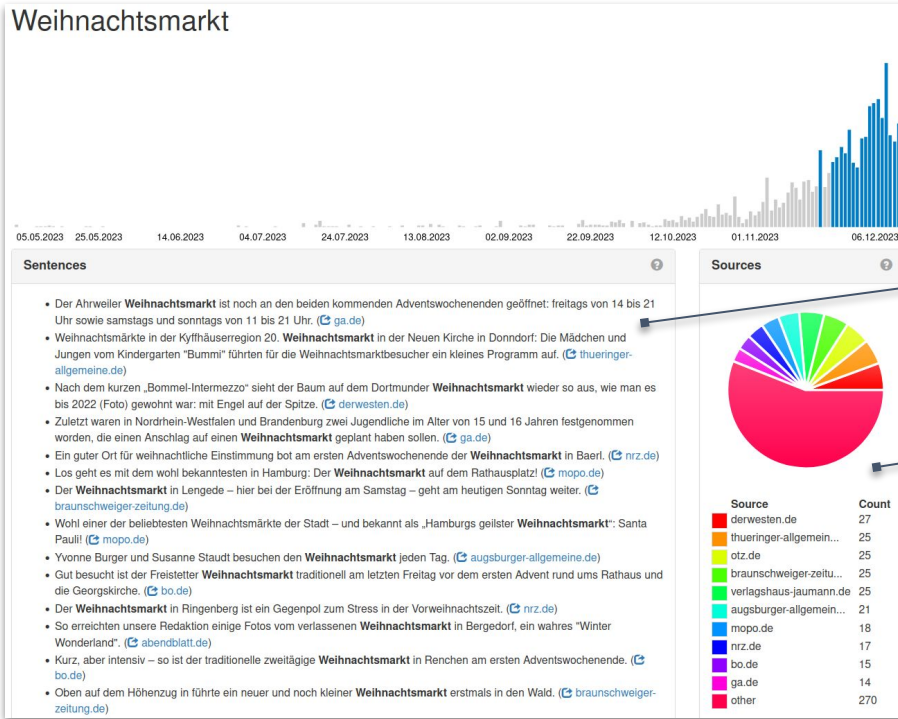 Weihnachtsmarkt
05.05.2023 25.05.2023 14.06.2023 04.07.2023 24.07.2023 13.08.2023 02.09.2023 22.09.2023 12.10.2023 01.11.2023 06.12.2023
Sentences
• Der Ahrweiler Weihnachtsmarkt ist noch an den beiden kommenden Adventswochenenden geöffnet: freitags von 14 bis 21
Uhr sowie samstags und sonntags von 11 bis 21 Uhr. (ga.de)
• Weihnachtsmärkte in der Kyffhäuserregion 20. Weihnachtsmarkt in der Neuen Kirche in Donndorf: Die Mädchen und
Jungen vom Kindergarten "Bummi" führten für die Weihnachtsmarktbesucher ein kleines Programm auf. (thueringer-
allgemeine.de)
• Nach dem kurzen „Bommel-Intermezzo“ sieht der Baum auf dem Dortmunder Weihnachtsmarkt wieder so aus, wie man es
bis 2022 (Foto) gewohnt war: mit Engel auf der Spitze. (derwesten.de)
• Zuletzt waren in Nordrhein-Westfalen und Brandenburg zwei Jugendliche im Alter von 15 und 16 Jahren festgenommen
worden, die einen Anschlag auf einen Weihnachtsmarkt geplant haben sollen. (ga.de)
• Ein guter Ort für weihnachtliche Einstimmung bot am ersten Adventswochenende der Weihnachtsmarkt in Baerl. (nrz.de)
• Los geht es mit dem wohl bekanntesten in Hamburg: Der Weihnachtsmarkt auf dem Rathausplatz! (mopo.de)
• Der Weihnachtsmarkt in Lengede – hier bei der Eröffnung am Samstag – geht am heutigen Sonntag weiter. (
braunschweiger-zeitung.de)
• Wohl einer der beliebtesten Weihnachtsmärkte der Stadt – und bekannt als „Hamburgs geilster Weihnachtsmarkt“: Santa
Pauli! (mopo.de)
• Yvonne Burger und Susanne Staudt besuchen den Weihnachtsmarkt jeden Tag. (augsburger-allgemeine.de)
• Gut besucht ist der Freistetter Weihnachtsmarkt traditionell am letzten Freitag vor dem ersten Advent rund ums Rathaus und
die Georgskirche. (bo.de)
• Der Weihnachtsmarkt in Ringenberg ist ein Gegenpol zum Stress in der Vorweihnachtszeit. (nrz.de)
• So erreichten unsere Redaktion einige Fotos vom verlassenen Weihnachtsmarkt in Bergedorf, ein wahres "Winter
Wonderland". (abendblatt.de)
• Kurz, aber intensiv – so ist der traditionelle zweitägige Weihnachtsmarkt in Renchen am ersten Adventswochenende. (
bo.de)
• Oben auf dem Höhenzug in führte ein neuer und noch kleiner Weihnachtsmarkt erstmals in den Wald. (braunschweiger-
zeitung.de)
Sources
Source Count
derwesten.de 27
thueringer-allgemein... 25
otz.de 25
braunschweiger-zeitu... 25
verlagshaus-jaumann.de 25
augsburger-allgemein... 21
mopo.de 18
nrz.de 17
bo.de 15
ga.de 14
other 270